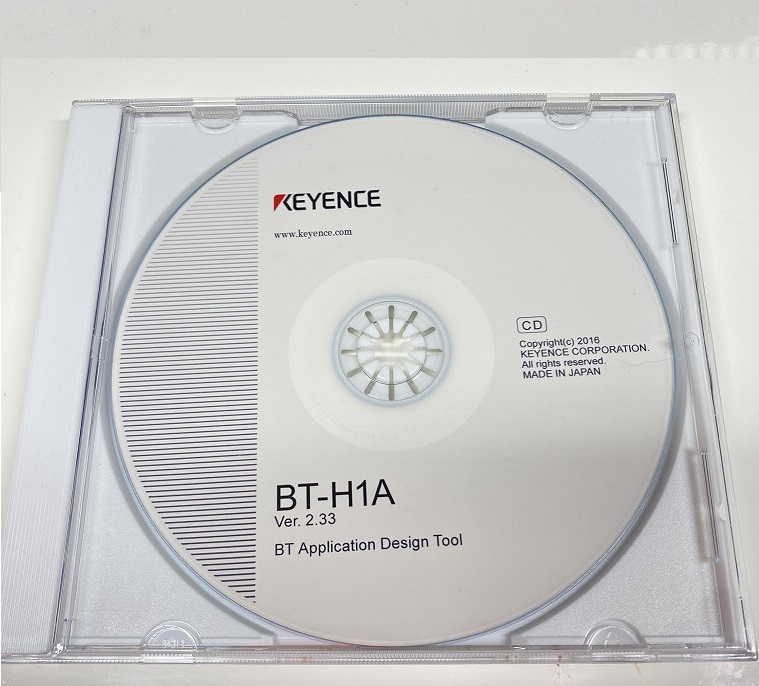 KEYENCE
www.keyence.com
CD
Copyright(c) 2016
KEYENCE CORPORATION.
All rights reserved.
MADE IN JAPAN
BT-H1A
Ver. 2.33
BT Application Design Tool